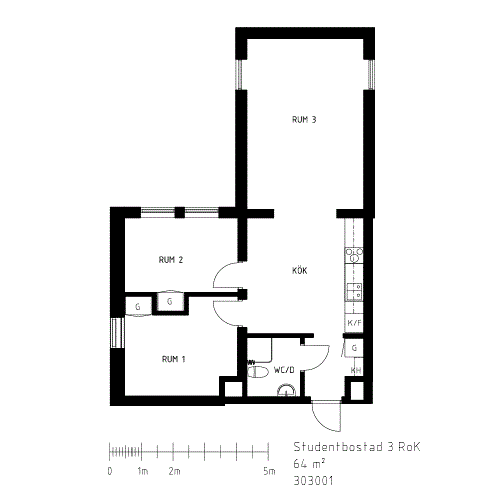 RUM 3
RUM 2
KÖK
G
G
K/F
RUM 1
WC/D
G
KH
Studentbostad 3 RoK
64 m²
303001
0 1m 2m 5m